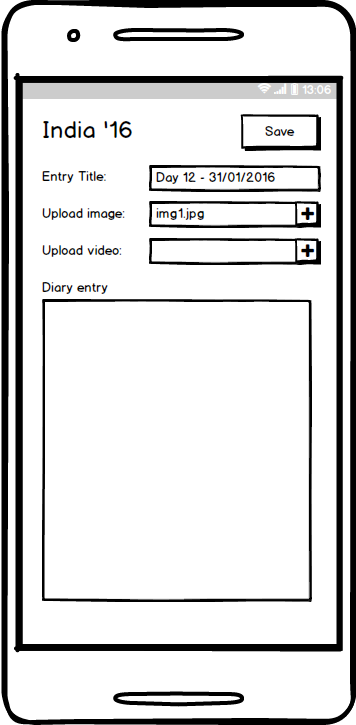 13:06
India '16
Save
Entry Title:
Day 12 - 31/01/2016
Upload image:
img1.jpg
Upload video:
Diary entry